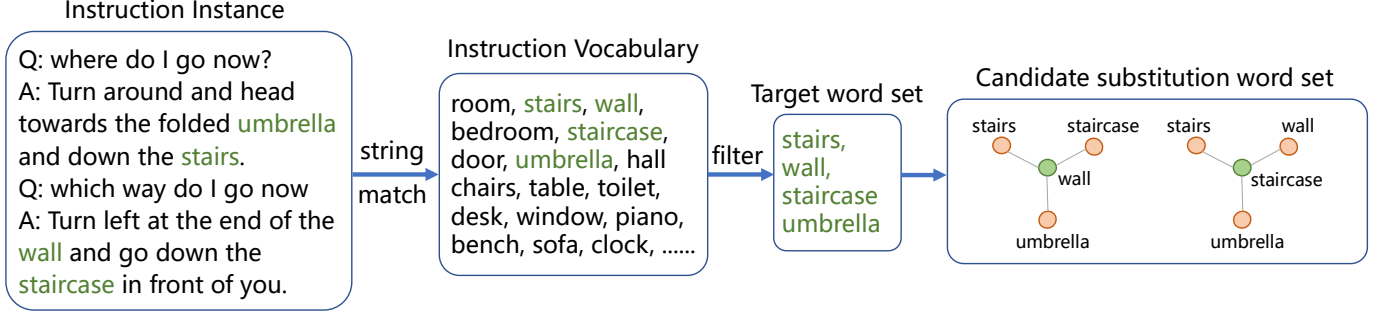 Instruction Instance
Q: where do I go now?
A: Turn around and head
towards the folded umbrella
and down the stairs.
Q: which way do I go now
A: Turn left at the end of the
wall and go down the
staircase in front of you.
string
match
Instruction Vocabulary
room, stairs, wall,
bedroom, staircase,
door, umbrella, hall
chairs, table, toilet,
desk, window, piano,
bench, sofa, clock, ......
filter
Target word set
stairs,
wall,
staircase
umbrella
Candidate substitution word set
stairs
staircase
wall
umbrella
stairs
wall
staircase
umbrella